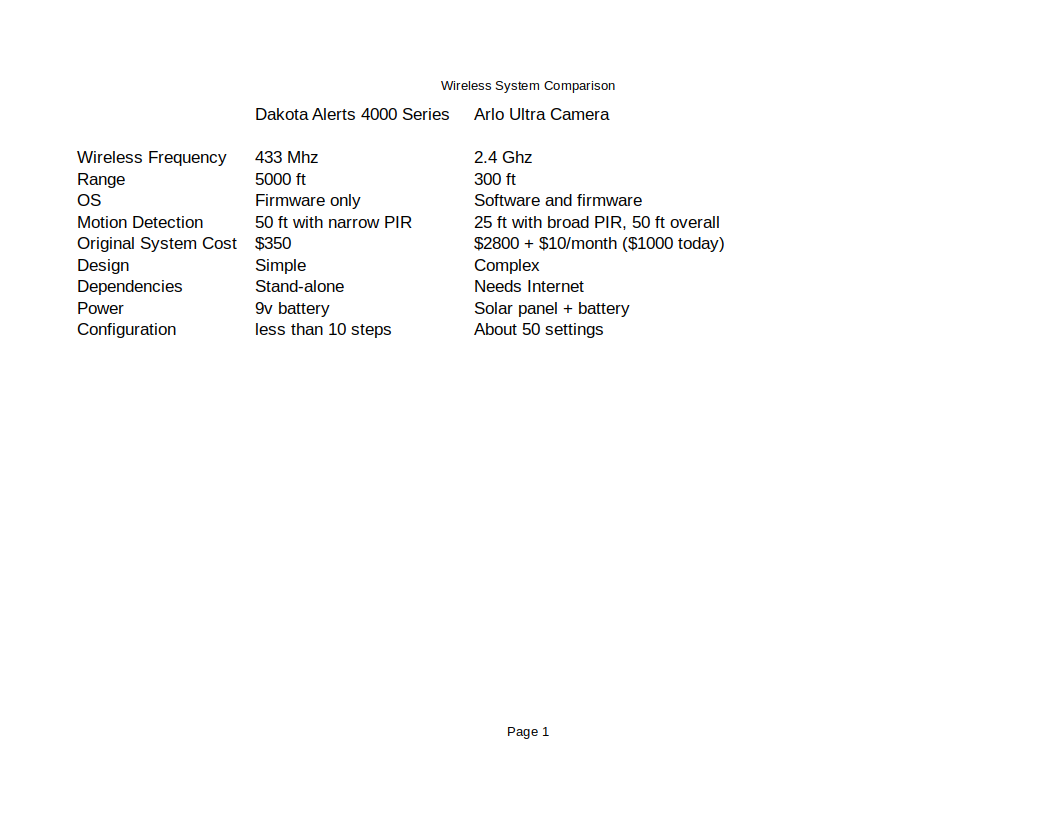 Wireless System Comparison
Dakota Alerts 4000 Series Arlo Ultra Camera
Wireless Frequency 433 Mhz 2.4 Ghz
Range 5000 ft 300 ft
OS Firmware only Software and firmware
Motion Detection 50 ft with narrow PIR 25 ft with broad PIR, 50 ft overall
Original System Cost $350 $2800 + $10/month ($1000 today)
Design Simple Complex
Dependencies Stand-alone Needs Internet
Power 9v battery Solar panel + battery
Configuration less than 10 steps About 50 settings
Page 1